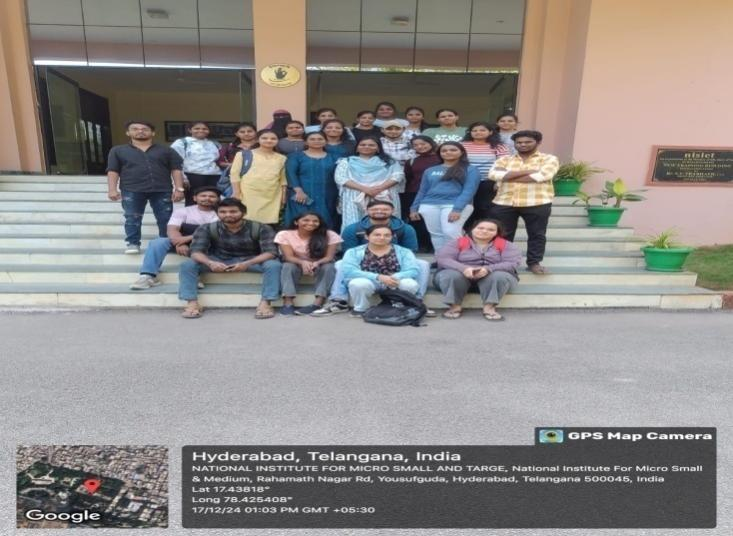 nisiet
GPS Map Camera
Hyderabad, Telangana, India
NATIONAL INSTITUTE FOR MICRO SMALL AND TARGE, National Institute For Micro Small
& Medium, Rahamath Nagar Rd, Yousufguda, Hyderabad, Telangana 500045, India
Lat 17.43818°
Long 78.425408°
17/12/24 01:03 PM GMT +05:30
Google